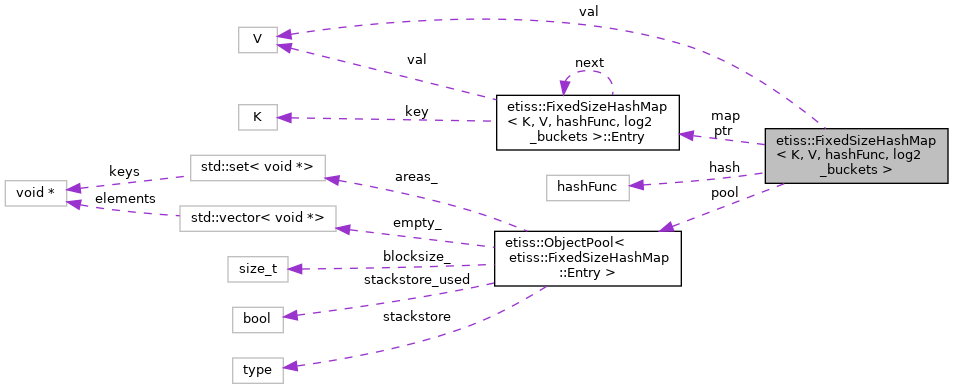 val
V
val
next
etiss::FixedSizeHashMap
< K, V, hashFunc, log2
_buckets >::Entry
key
K
map
ptr
etiss::FixedSizeHashMap
< K, V, hashFunc, log2
_buckets >
hash
hashFunc
pool
std::set< void *>
keys
void *
elements
std::vector< void *>
areas_
empty_
etiss::ObjectPool<
etiss::FixedSizeHashMap
::Entry >
blocksize_
size_t
stackstore_used
bool
stackstore
type